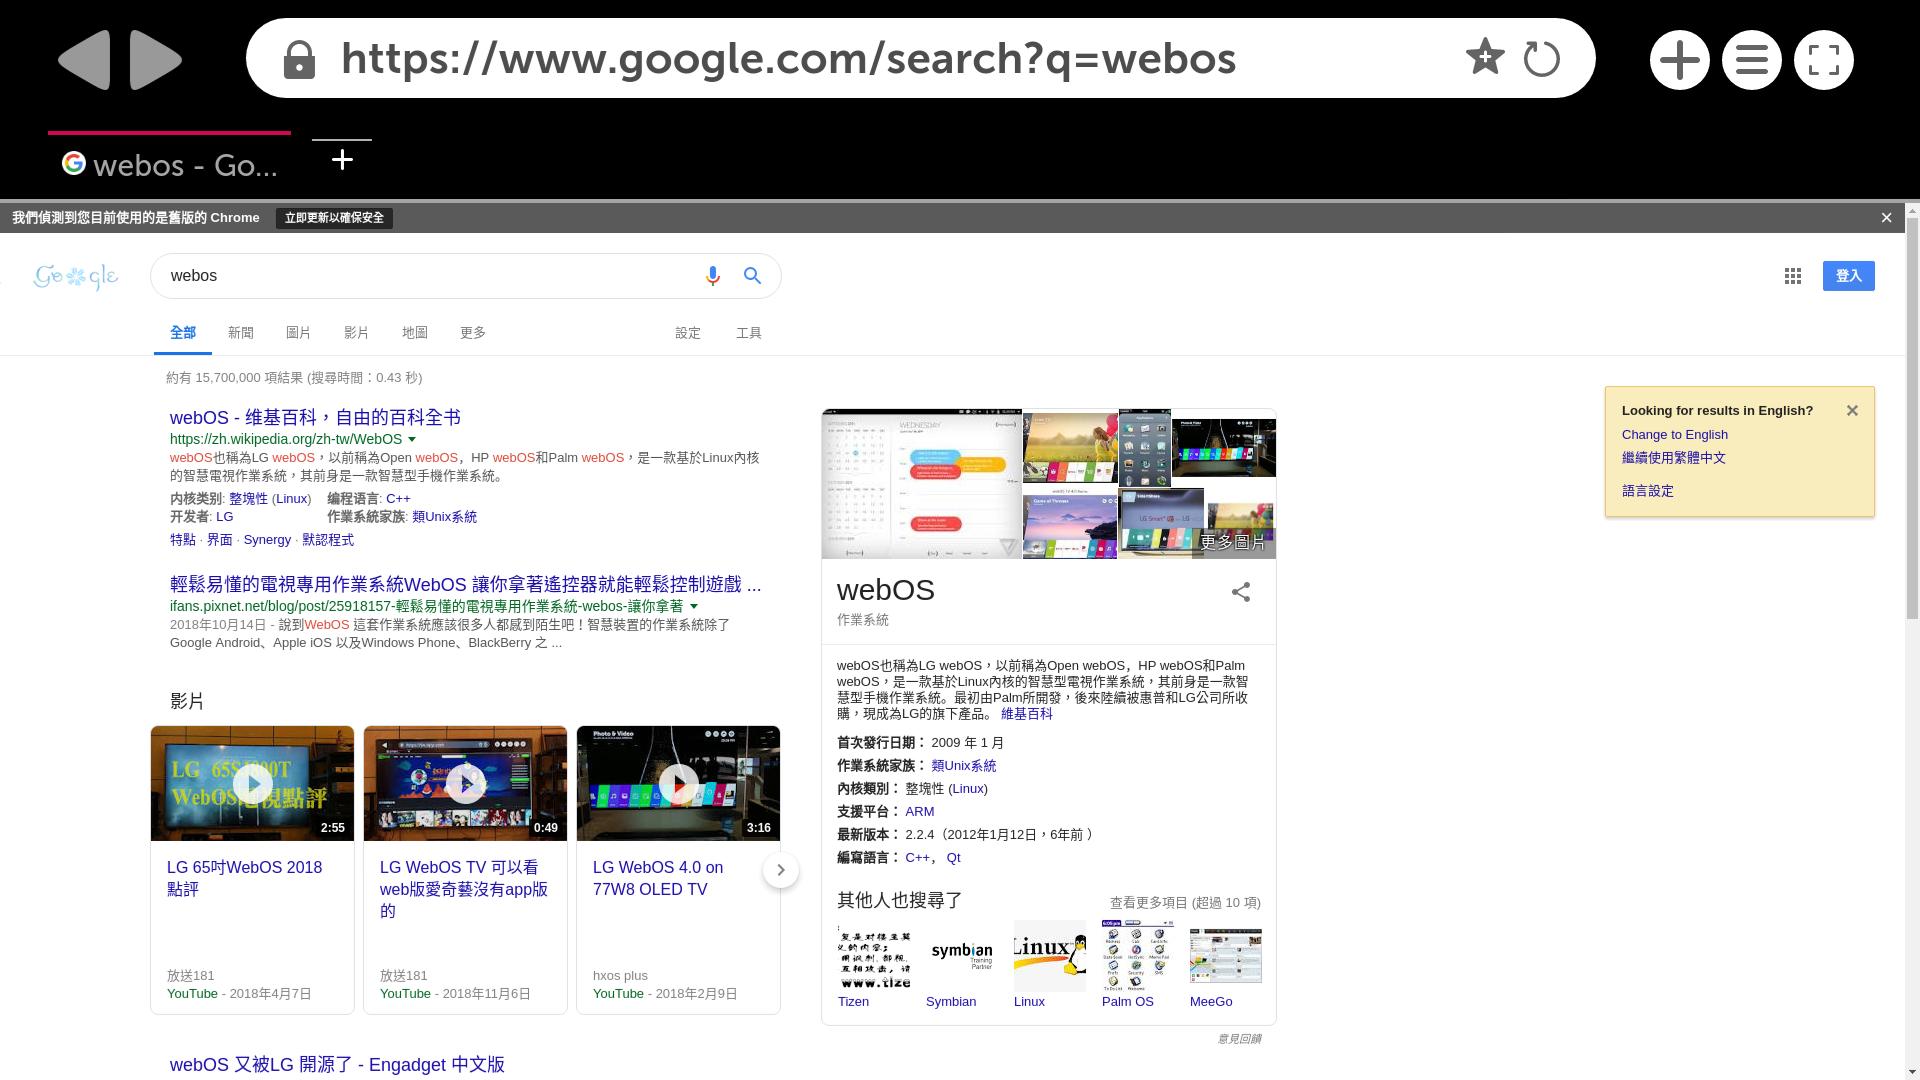 https://www.google.com/search?q=webos
webos - Go...
我們偵測到您目前使用的是舊版的 Chrome 立即更新以確保安全
Google
webos
登入
全部 新聞 圖片 影片 地圖 更多 設定 工具
約有 15,700,000 項結果 (搜尋時間：0.43 秒)
webOS - 维基百科，自由的百科全书
https://zh.wikipedia.org/zh-tw/WebOS
webOS也稱為LG webOS，以前稱為Open webOS，HP webOS和Palm webOS，是一款基於Linux內核
的智慧電視作業系統，其前身是一款智慧型手機作業系統。
内核类别: 整塊性 (Linux) 编程语言: C++
开发者: LG 作業系統家族: 類Unix系統
特點 · 界面 · Synergy · 默認程式
輕鬆易懂的電視專用作業系統WebOS 讓你拿著遙控器就能輕鬆控制遊戲 ...
ifans.pixnet.net/blog/post/25918157-輕鬆易懂的電視專用作業系統-webos-讓你拿著
2018年10月14日 - 說到WebOS 這套作業系統應該很多人都感到陌生吧！智慧裝置的作業系統除了
Google Android、Apple iOS 以及Windows Phone、BlackBerry 之 ...
影片
LG 65SJ800T
WebOS電視點評
2:55
0:49
Photo & Video
3:16
LG 65吋WebOS 2018
點評
放送181
YouTube - 2018年4月7日
LG WebOS TV 可以看
web版愛奇藝沒有app版
的
放送181
YouTube - 2018年11月6日
LG WebOS 4.0 on
77W8 OLED TV
hxos plus
YouTube - 2018年2月9日
webOS 又被LG 開源了 - Engadget 中文版
WEDNESDAY
更多圖片
webOS
作業系統
webOS也稱為LG webOS，以前稱為Open webOS，HP webOS和Palm
webOS，是一款基於Linux內核的智慧型電視作業系統，其前身是一款智
慧型手機作業系統。最初由Palm所開發，後來陸續被惠普和LG公司所收
購，現成為LG的旗下產品。 維基百科
首次發行日期： 2009 年 1 月
作業系統家族： 類Unix系統
內核類別： 整塊性 (Linux)
支援平台： ARM
最新版本： 2.2.4（2012年1月12日，6年前 ）
編寫語言： C++， Qt
其他人也搜尋了 查看更多項目 (超過 10 項)
symbian
Training
Partner
Linux
Tizen Symbian Linux Palm OS MeeGo
意見回饋
Looking for results in English?
Change to English
繼續使用繁體中文
語言設定